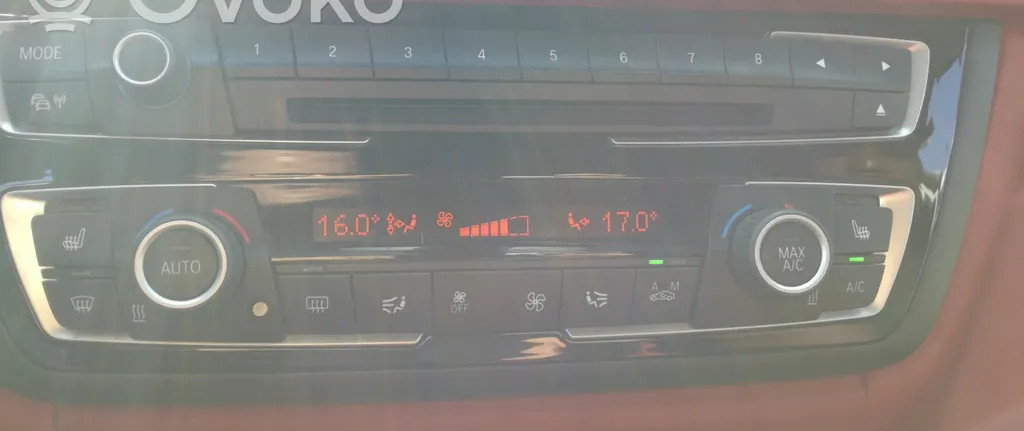 OVOKO
MODE 1 2 3 4 5 6 7 8
16.0° 17.0°
AUTO MAX A/C
OFF A M A/C